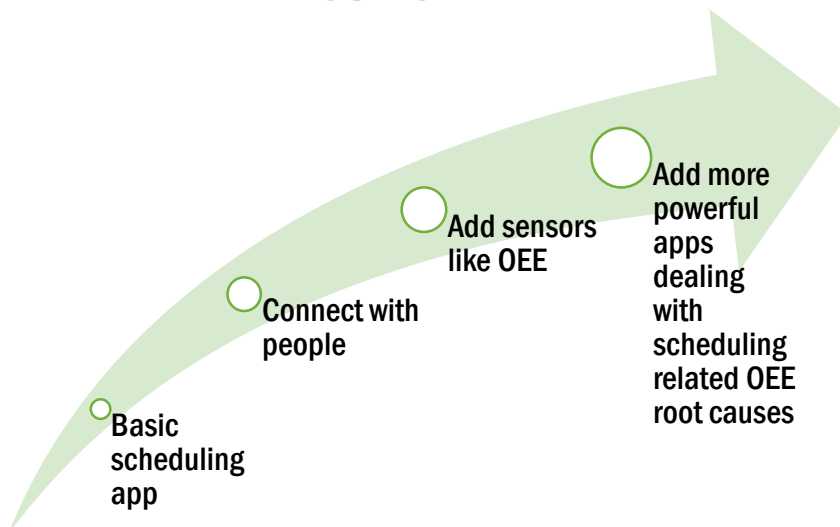 Basic
scheduling
app
Connect with
people
Add sensors
like OEE
Add more
powerful
apps
dealing
with
scheduling
related OEE
root causes